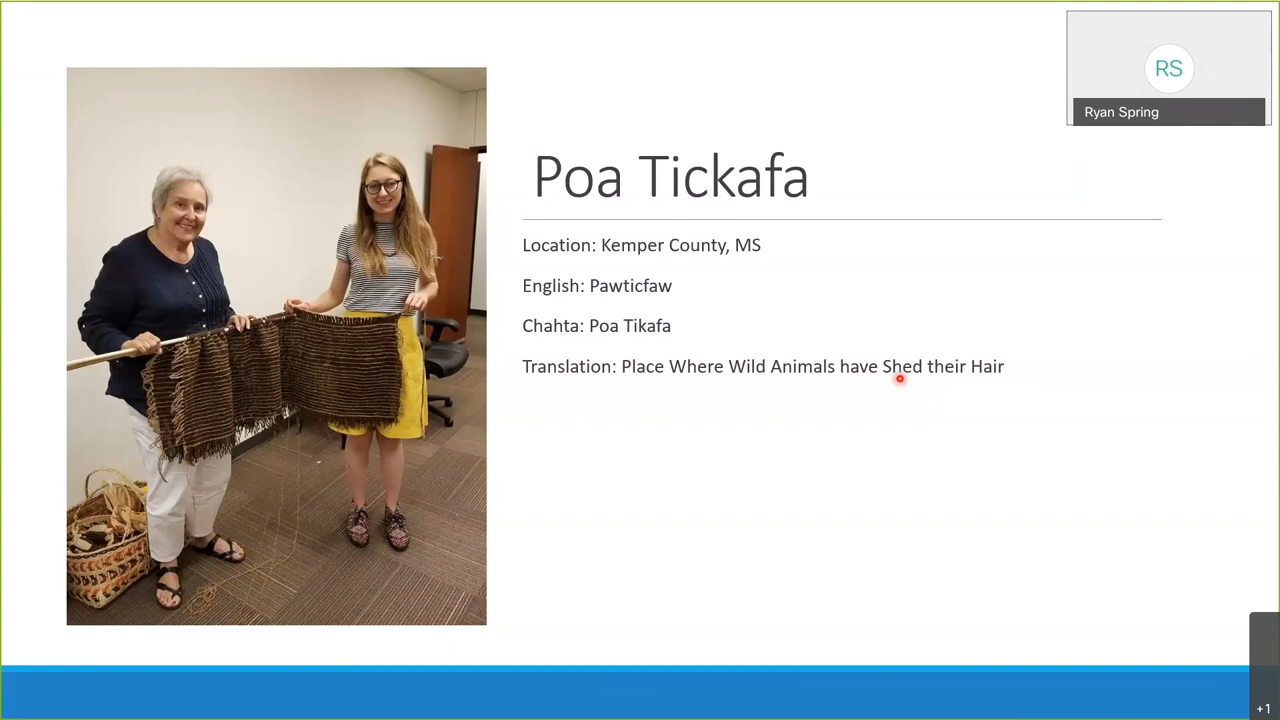 RS
Ryan Spring
Poa Tickafa
Location: Kemper County, MS
English: Pawticfaw
Chahta: Poa Tikafa
Translation: Place Where Wild Animals have Shed their Hair
+1